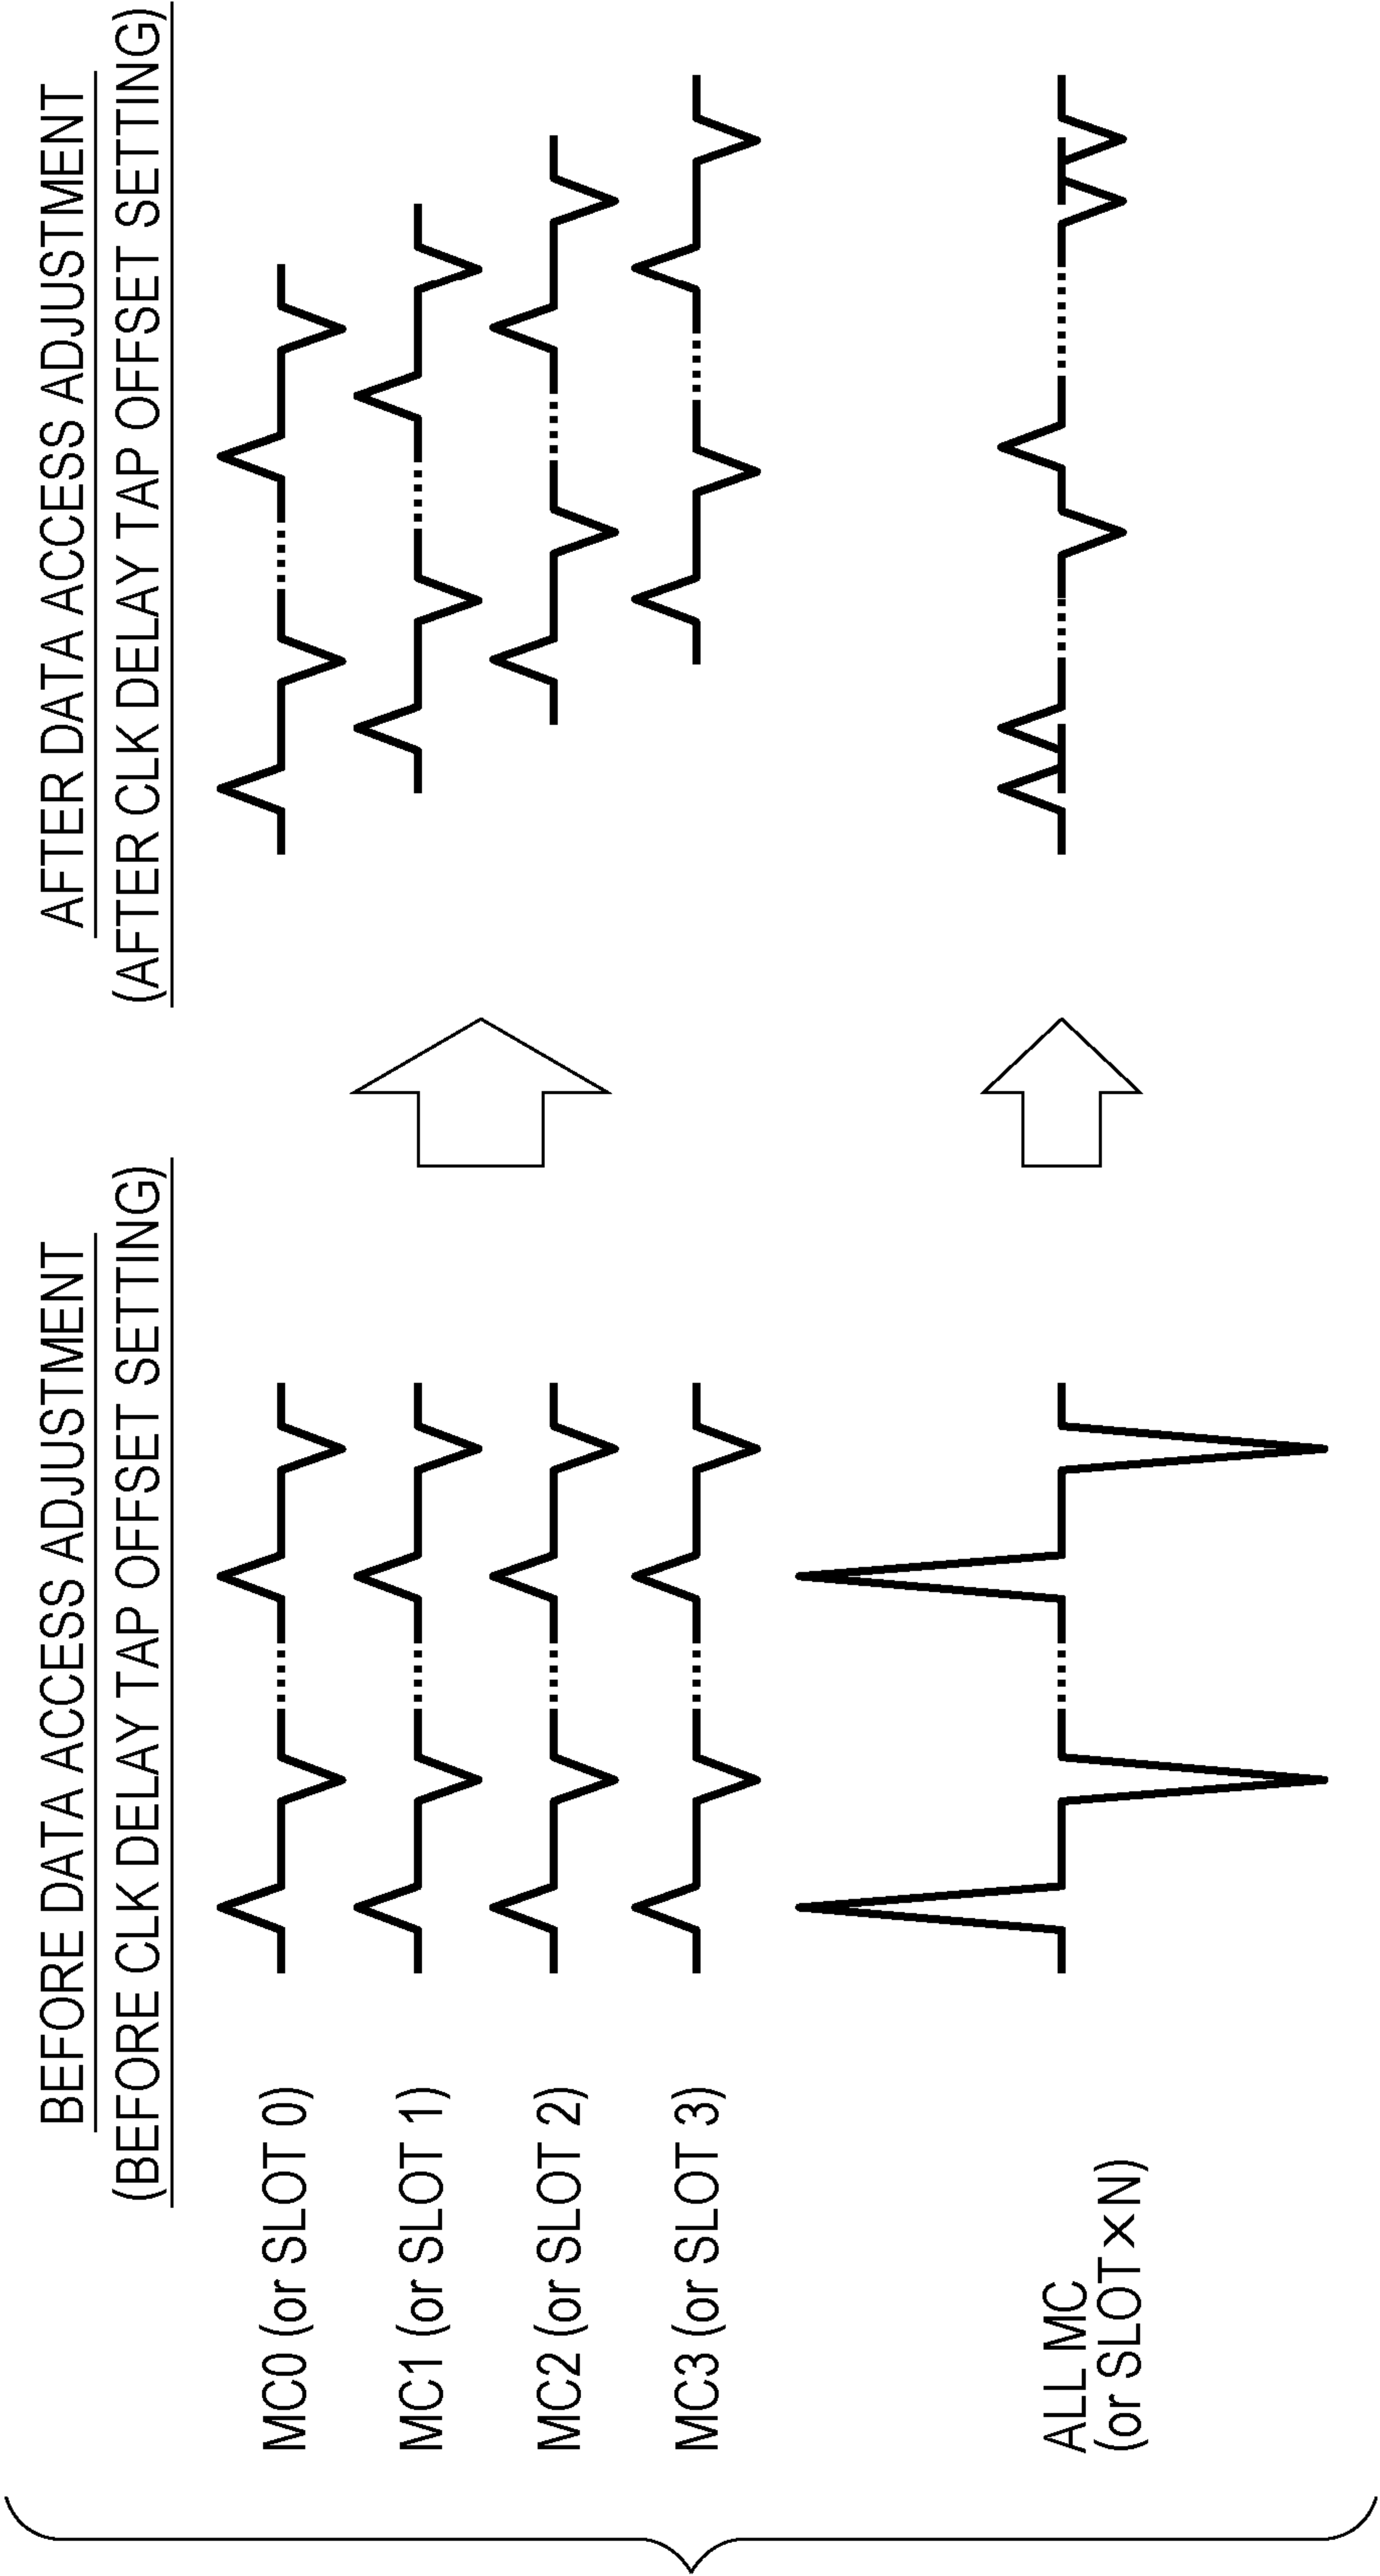 BEFORE DATA ACCESS ADJUSTMENT
(BEFORE CLK DELAY TAP OFFSET SETTING)
AFTER DATA ACCESS ADJUSTMENT
(AFTER CLK DELAY TAP OFFSET SETTING)
MC0 (or SLOT 0)
MC1 (or SLOT 1)
MC2 (or SLOT 2)
MC3 (or SLOT 3)
ALL MC
(or SLOT×N)